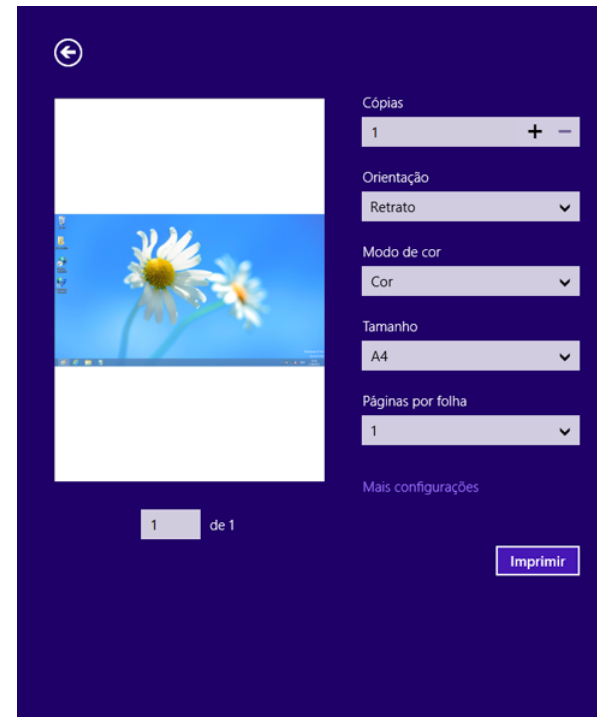 Cópias
1
Orientação
Retrato
Modo de cor
Cor
Tamanho
A4
Páginas por folha
1
Mais configurações
1 de 1
Imprimir